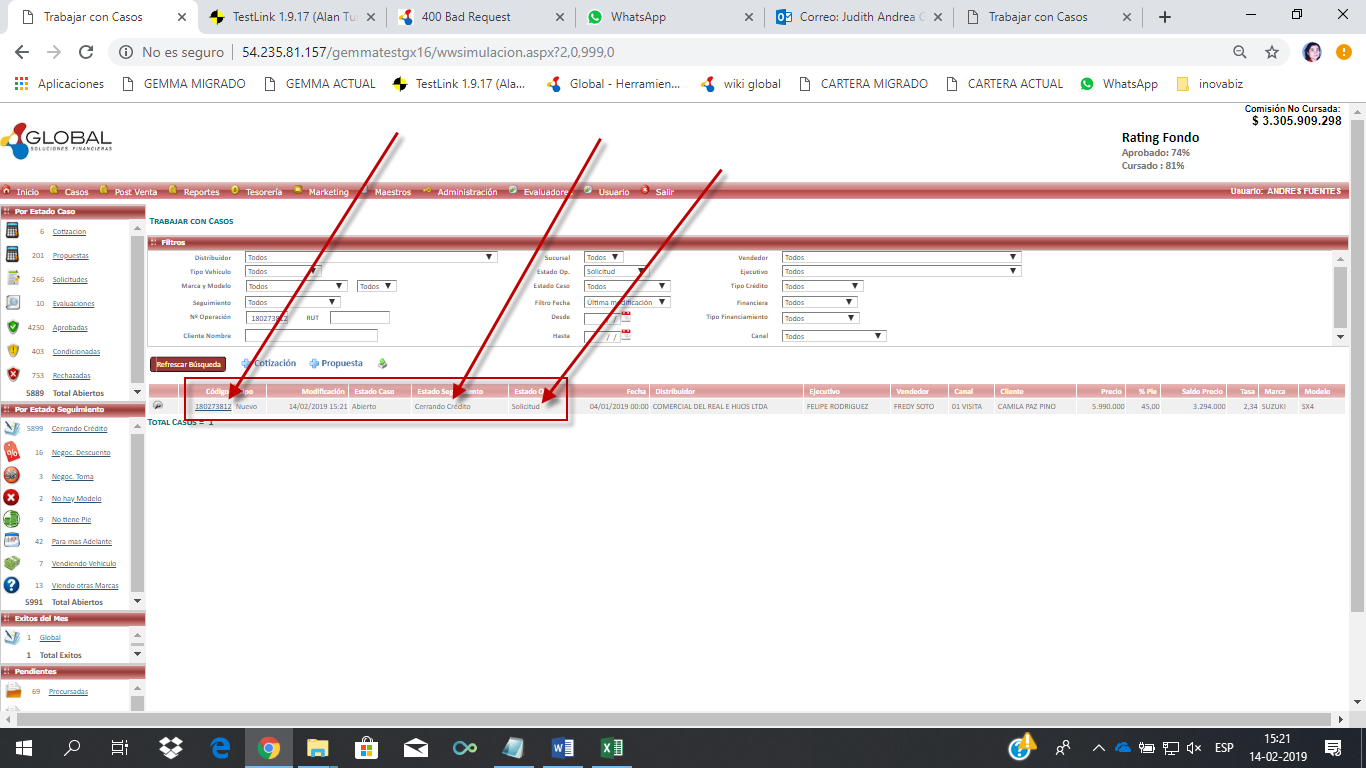 Trabajar con Casos
TestLink 1.9.17 (Alan Tu
400 Bad Request
WhatsApp
Correo: Judith Andrea G
Trabajar con Casos
No es seguro | 54.235.81.157/gemmatestgx16/wwsimulacion.aspx?2,0,999,0
Aplicaciones GEMMA MIGRADO GEMMA ACTUAL TestLink 1.9.17 (Ala... Global - Herramien... wiki global CARTERA MIGRADO CARTERA ACTUAL WhatsApp inovabiz
Comisión No Cursada:
$ 3.305.909.298
GLOBAL
SOLUCIONES FINANCIERAS
Rating Fondo
Aprobado: 74%
Cursado : 81%
Inicio Casos Post Venta Reportes Tesorería Marketing Maestros Administración Evaluadores Usuario Salir Usuario: ANDRES FUENTES
Por Estado Caso
6 Cotizacion
201 Propuestas
266 Solicitudes
10 Evaluaciones
4250 Aprobadas
403 Condicionadas
753 Rechazadas
5889 Total Abiertos
Por Estado Seguimiento
5899 Cerrando Crédito
16 Negoc. Descuento
3 Negoc. Toma
2 No hay Modelo
9 No tiene Pie
42 Para mas Adelante
7 Vendiendo Vehiculo
13 Viendo otras Marcas
5991 Total Abiertos
Exitos del Mes
1 Global
1 Total Exitos
Pendientes
69 Precursadas
TRABAJAR CON CASOS
Filtros
Distribuidor Todos Sucursal Todos Vendedor Todos
Tipo Vehículo Todos Estado Op. Solicitud Ejecutivo Todos
Marca y Modelo Todos Todos Estado Caso Todos Tipo Crédito Todos
Seguimiento Todos Filtro Fecha Última modificación Financiera Todos
Nº Operación 180273812 RUT Desde / / Tipo Financiamiento Todos
Cliente Nombre Hasta / / Canal Todos
Refrescar Búsqueda Cotización Propuesta
Código Modificación Estado Caso Estado Seguimiento Estado Fecha Distribuidor Ejecutivo Vendedor Canal Cliente Precio % Pie Saldo Precio Tasa Marca Modelo
180273812 Nuevo 14/02/2019 15:21 Abierto Cerrando Crédito Solicitud 04/01/2019 00:00 COMERCIAL DEL REAL E HIJOS LTDA FELIPE RODRIGUEZ FREDY SOTO 01 VISITA CAMILA PAZ PINO 5.990.000 45,00 3.294.000 2,34 SUZUKI SX4
TOTAL CASOS = 1
ESP
15:21
14-02-2019